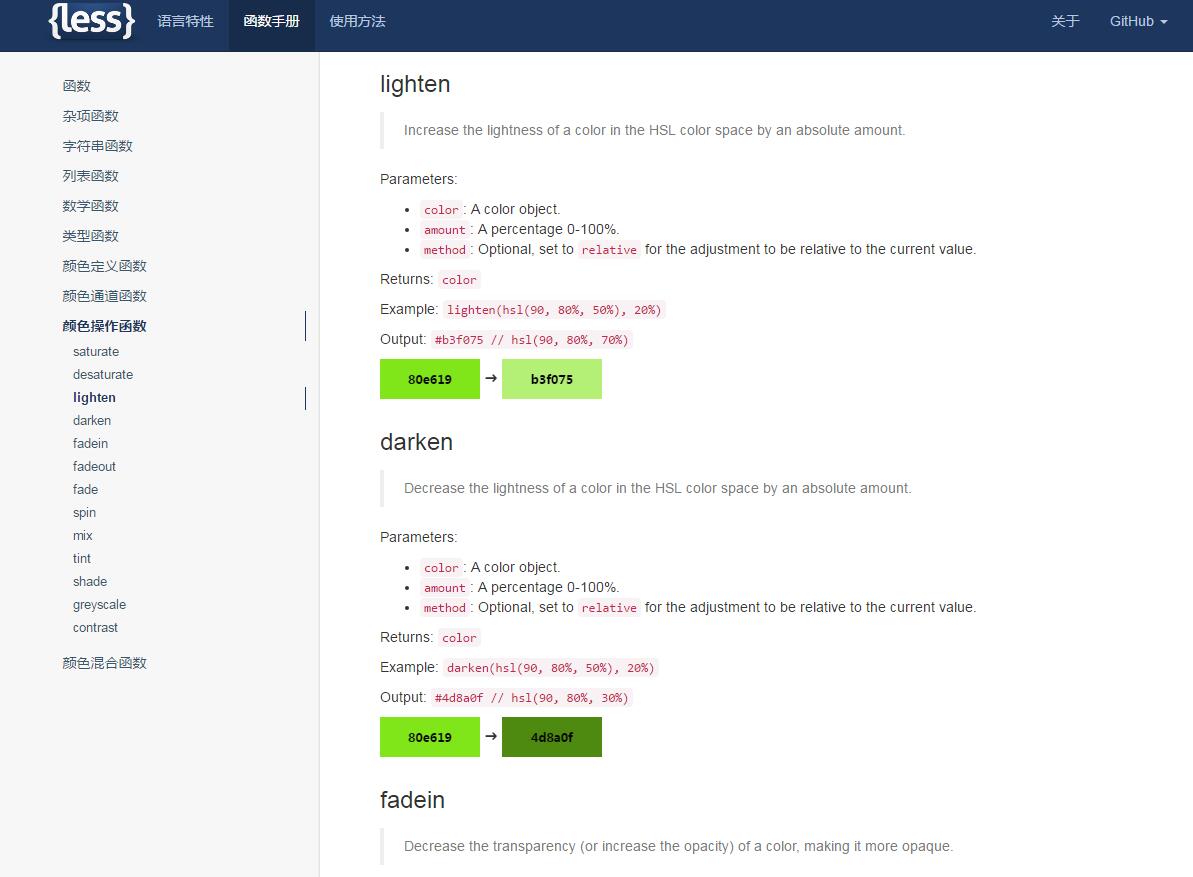 {less} 语言特性 函数手册 使用方法 关于 GitHub
函数
杂项函数
字符串函数
列表函数
数学函数
类型函数
颜色定义函数
颜色通道函数
颜色操作函数
saturate
desaturate
lighten
darken
fadein
fadeout
fade
spin
mix
tint
shade
greyscale
contrast
颜色混合函数
lighten
Increase the lightness of a color in the HSL color space by an absolute amount.
Parameters:
• color: A color object.
• amount: A percentage 0-100%.
• method: Optional, set to relative for the adjustment to be relative to the current value.
Returns: color
Example: lighten(hsl(90, 80%, 50%), 20%)
Output: #b3f075 // hsl(90, 80%, 70%)
80e619 ➜ b3f075
darken
Decrease the lightness of a color in the HSL color space by an absolute amount.
Parameters:
• color: A color object.
• amount: A percentage 0-100%.
• method: Optional, set to relative for the adjustment to be relative to the current value.
Returns: color
Example: darken(hsl(90, 80%, 50%), 20%)
Output: #4d8a0f // hsl(90, 80%, 30%)
80e619 ➜ 4d8a0f
fadein
Decrease the transparency (or increase the opacity) of a color, making it more opaque.